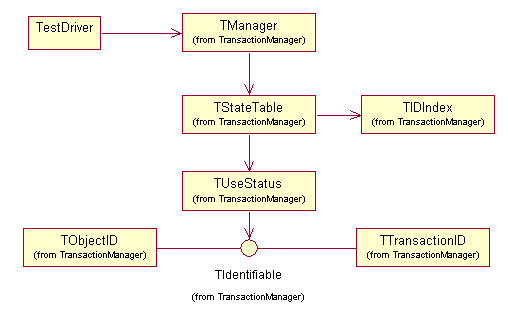 TestDriver
TManager
(from TransactionManager)
TStateTable
(from TransactionManager)
TIDIndex
(from TransactionManager)
TUseStatus
(from TransactionManager)
TObjectID
(from TransactionManager)
TTransactionID
(from TransactionManager)
TIdentifiable
(from TransactionManager)